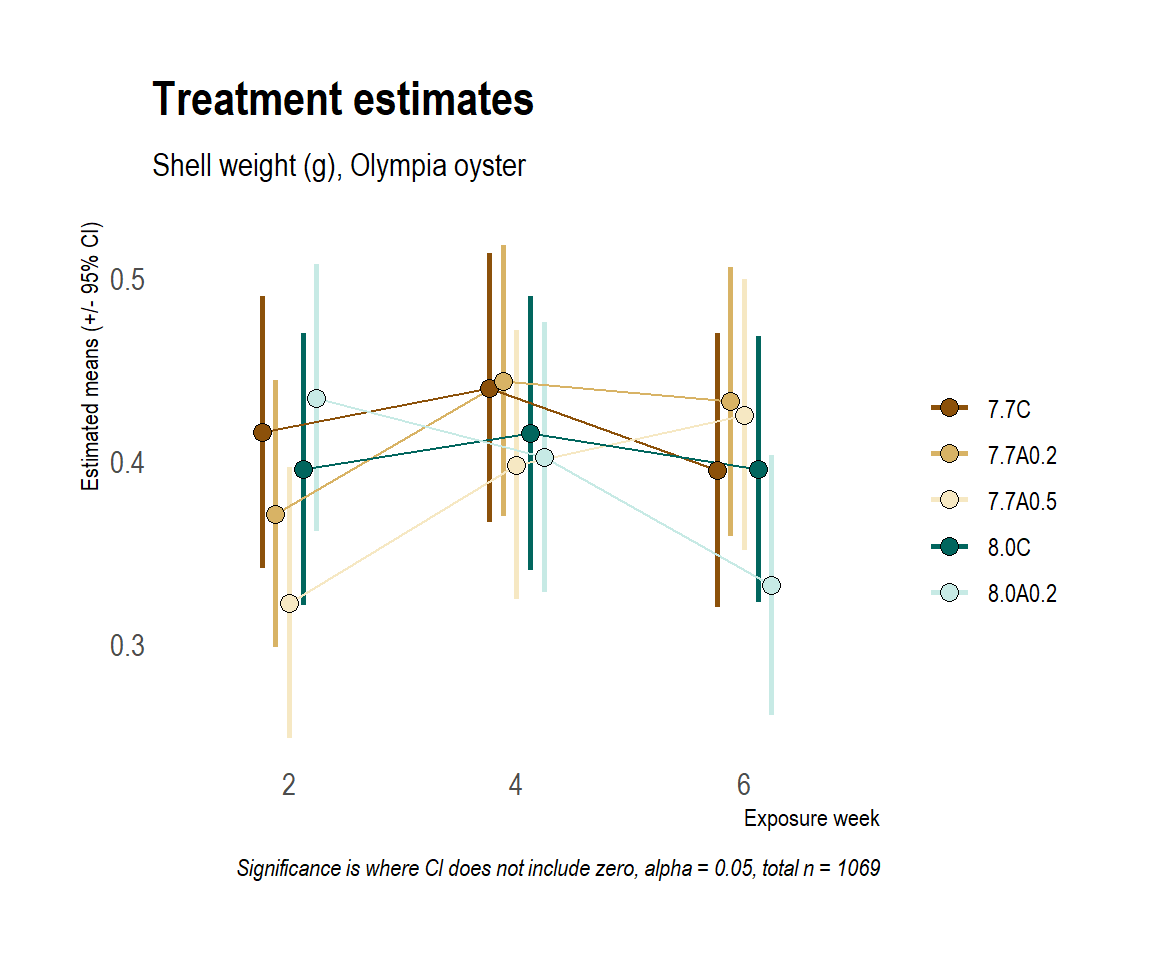 Treatment estimates
Shell weight (g), Olympia oyster
Estimated means (+/- 95% CI)
0.5
0.4
0.3
2 4 6
Exposure week
7.7C
7.7A0.2
7.7A0.5
8.0C
8.0A0.2
Significance is where CI does not include zero, alpha = 0.05, total n = 1069